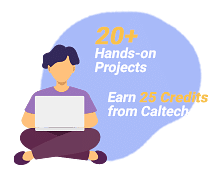 20+
Hands-on
Projects
Earn 25 Credits
from Caltech